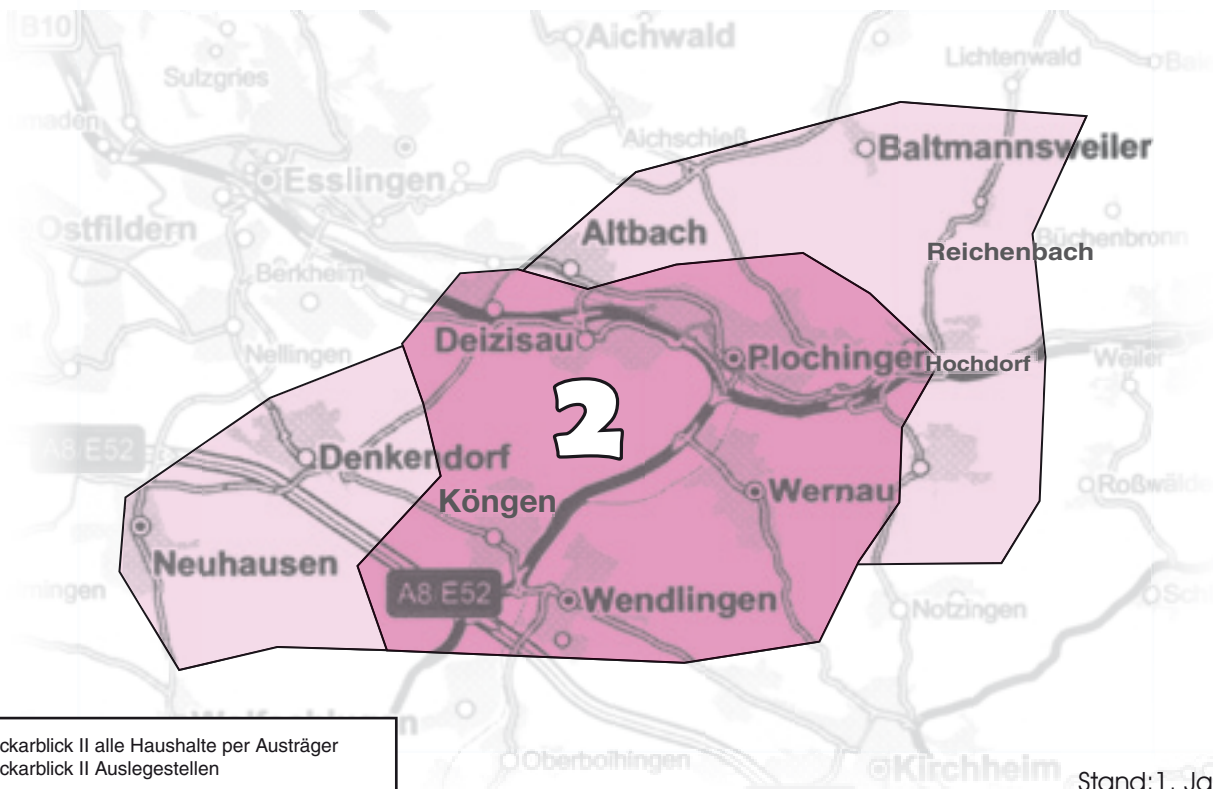 B10
Aichwald
Lichtenwald
Sulzgries
Aichschieß
Baltmannsweiler
Esslingen
Ostfildern
Altbach
Büchenbronn
Reichenbach
Berkheim
Deizisau
Nellingen
Plochingen
Hochdorf
Weiler
2
A8/E52
Denkendorf
Köngen
Wernau
Neuhausen
A8/E52
Wendlingen
Notzingen
Oberboihingen
Kirchheim
ckarblick II alle Haushalte per Austräger
ckarblick II Auslegestellen
Stand:1. Ja